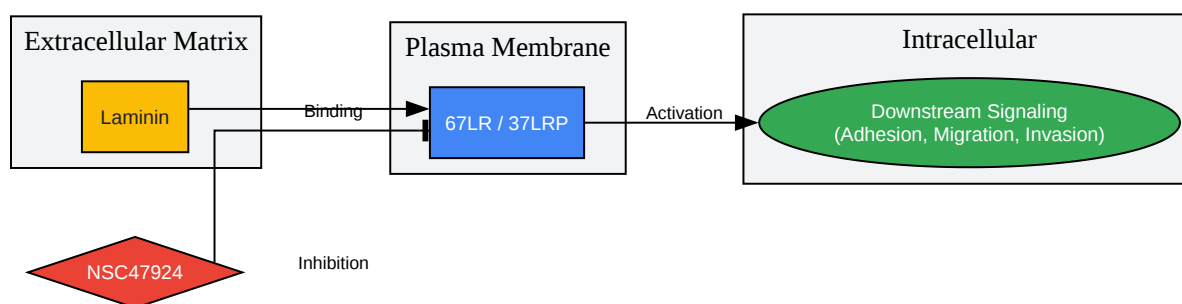 Extracellular Matrix
Plasma Membrane
Intracellular
Laminin
Binding
67LR / 37LRP
Activation
Downstream Signaling
(Adhesion, Migration, Invasion)
NSC47924
Inhibition